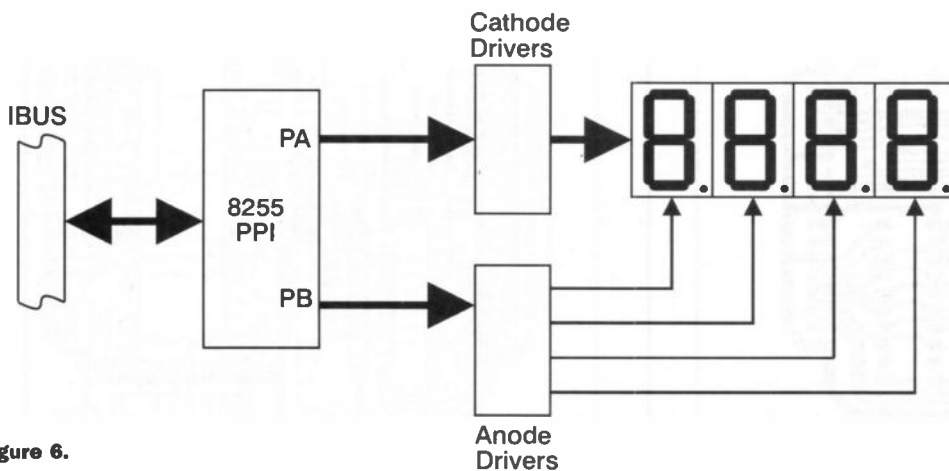 Cathode
Drivers
IBUS
PA
8255
PPI
PB
Anode
Drivers
gure 6.